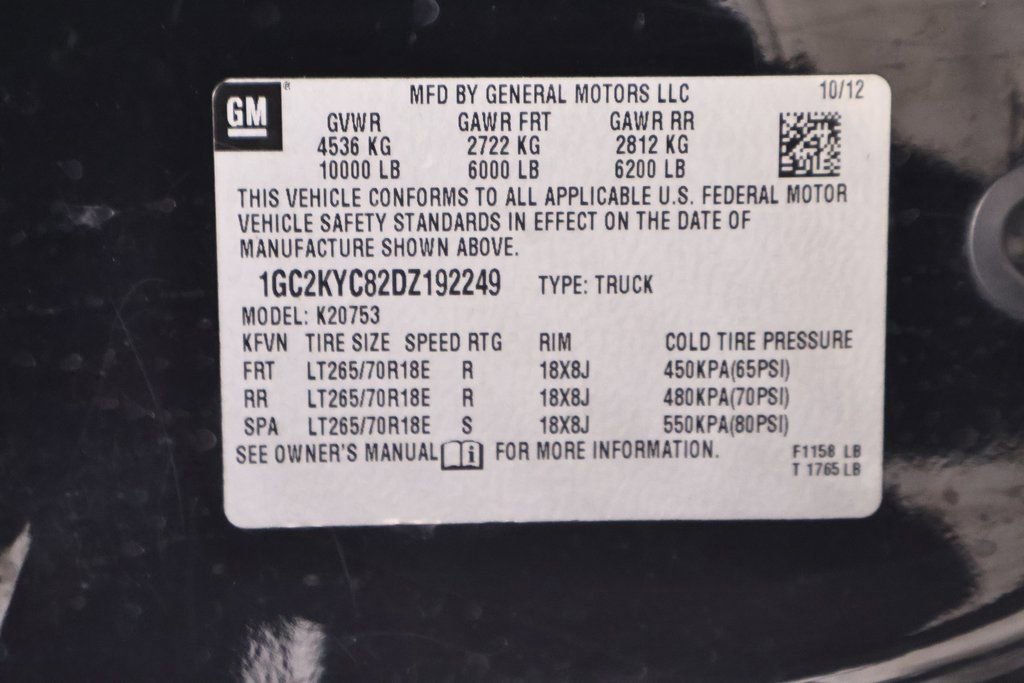 GM®
MFD BY GENERAL MOTORS LLC 10/12
GVWR GAWR FRT GAWR RR
4536 KG 2722 KG 2812 KG
10000 LB 6000 LB 6200 LB
THIS VEHICLE CONFORMS TO ALL APPLICABLE U.S. FEDERAL MOTOR
VEHICLE SAFETY STANDARDS IN EFFECT ON THE DATE OF
MANUFACTURE SHOWN ABOVE.
1GC2KYC82DZ192249 TYPE: TRUCK
MODEL: K20753
KFVN TIRE SIZE SPEED RTG RIM COLD TIRE PRESSURE
FRT LT265/70R18E R 18X8J 450KPA(65PSI)
RR LT265/70R18E R 18X8J 480KPA(70PSI)
SPA LT265/70R18E S 18X8J 550KPA(80PSI)
SEE OWNER'S MANUAL i FOR MORE INFORMATION.
F1158 LB
T 1765 LB